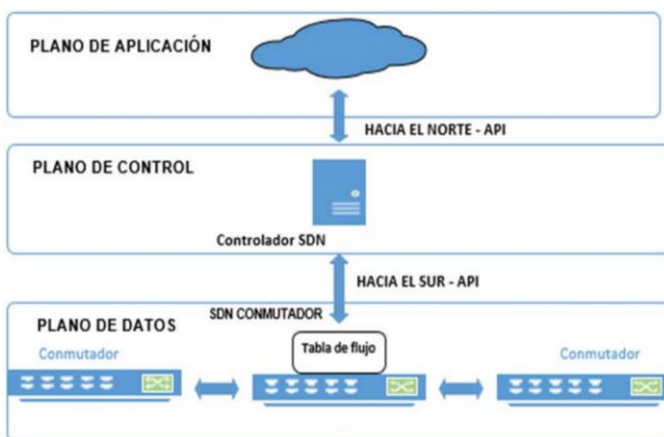 PLANO DE APLICACIÓN
HACIA EL NORTE - API
PLANO DE CONTROL
Controlador SDN
HACIA EL SUR - API
SDN CONMUTADOR
PLANO DE DATOS
Conmutador
Tabla de flujo
Conmutador